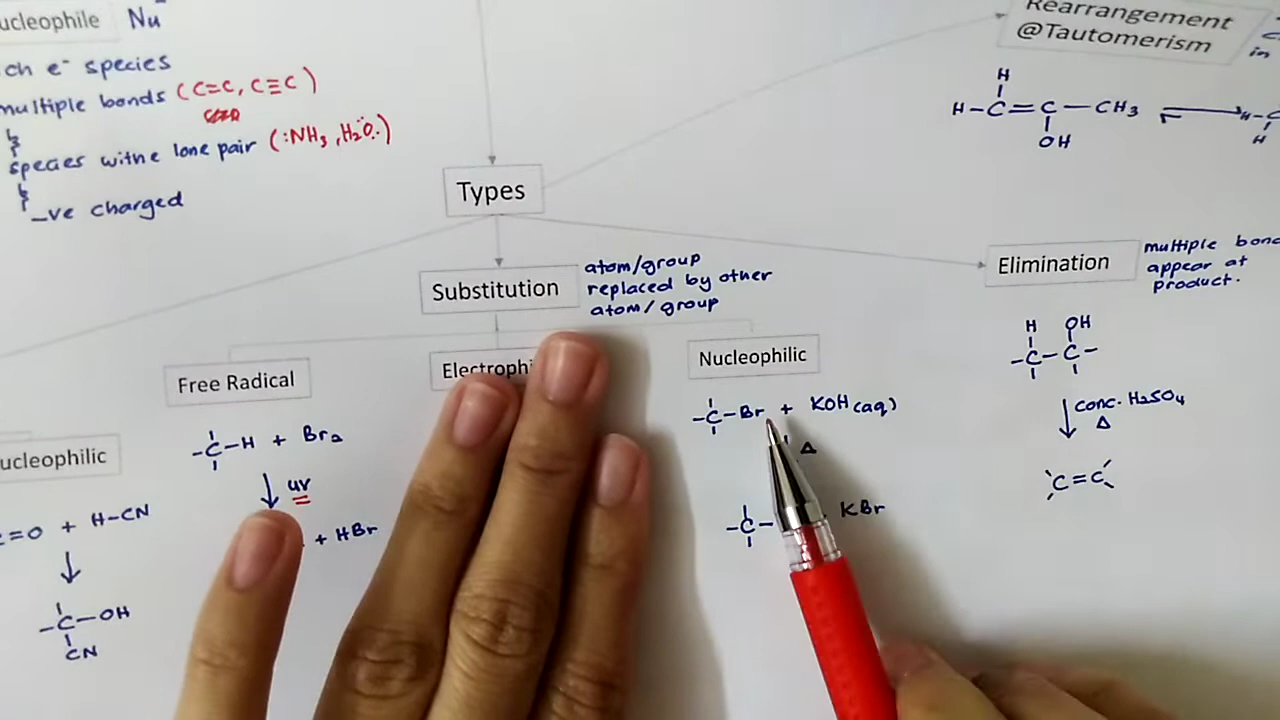 ucleophile Nu⁻
ch e⁻ species
multiple bonds (C=C, C≡C)
species with e lone pair (:NH₃, H₂O:)
-ve charged
Types
Rearrangement
@Tautomerism
in
H
H-C=C-CH₃ ⇌ H-C
OH H
Substitution
atom/group
replaced by other
atom/group
Elimination
multiple bond
appear at
product.
H OH
-C-C-
conc. H₂SO₄
Δ
C=C
Free Radical
-C-H + Br₂
uv
+ HBr
Electrophi
Nucleophilic
-C-Br + KOH(aq)
Δ
-C- KBr
ucleophilic
C=O + H-CN
-C-OH
CN